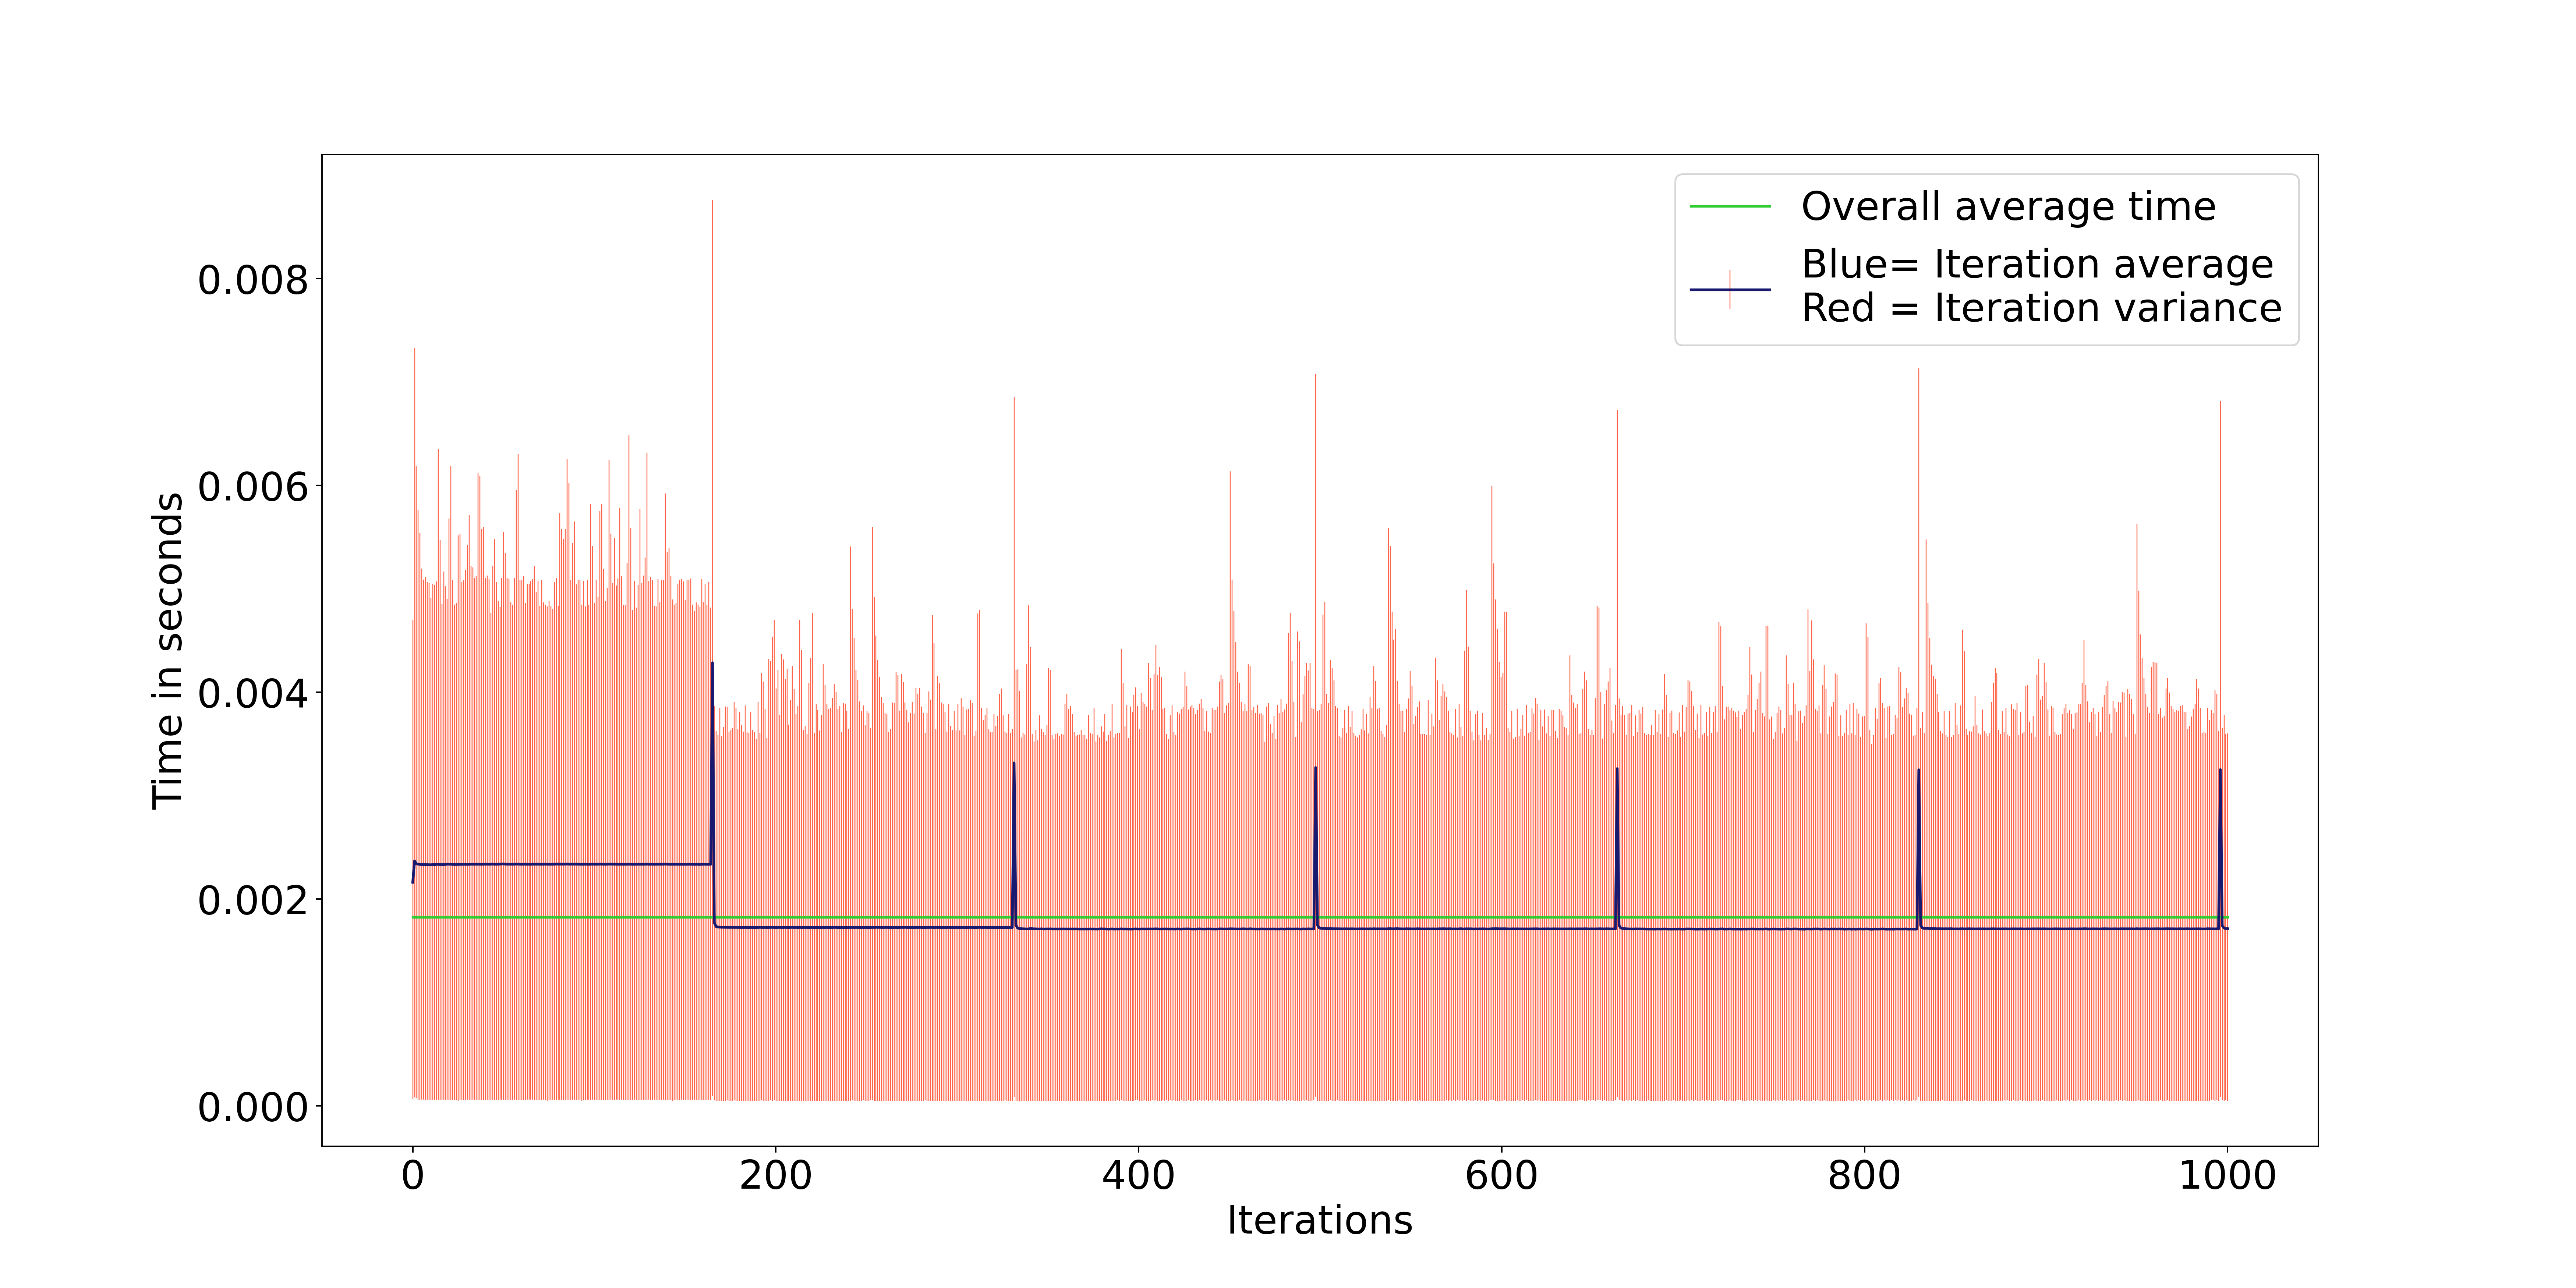 Overall average time
Blue= Iteration average
Red = Iteration variance
0.008
0.006
0.004
0.002
0.000
Time in seconds
0 200 400 600 800 1000
Iterations